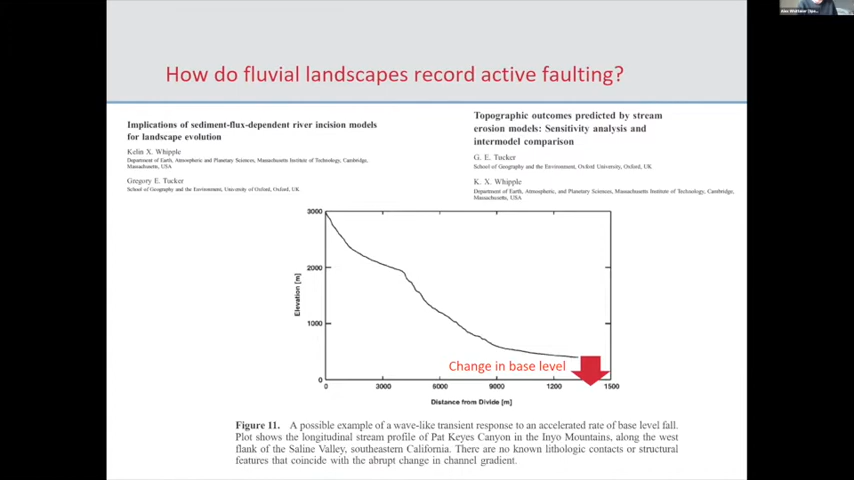 How do fluvial landscapes record active faulting?
Implications of sediment-flux-dependent river incision models
for landscape evolution
Kelin X. Whipple
Department of Earth, Atmospheric and Planetary Sciences, Massachusetts Institute of Technology, Cambridge,
Massachusetts, USA
Gregory E. Tucker
School of Geography and the Environment, University of Oxford, Oxford, UK
Topographic outcomes predicted by stream
erosion models: Sensitivity analysis and
intermodel comparison
G. E. Tucker
School of Geography and the Environment, Oxford University, Oxford, UK
K. X. Whipple
Department of Earth, Atmospheric, and Planetary Sciences, Massachusetts Institute of Technology, Cambridge,
Massachusetts, USA
3000
2000
1000
0
Elevation [m]
Change in base level
0 3000 6000 9000 1200 1500
Distance from Divide [m]
Figure 11. A possible example of a wave-like transient response to an accelerated rate of base level fall.
Plot shows the longitudinal stream profile of Pat Keyes Canyon in the Inyo Mountains, along the west
flank of the Saline Valley, southeastern California. There are no known lithologic contacts or structural
features that coincide with the abrupt change in channel gradient.